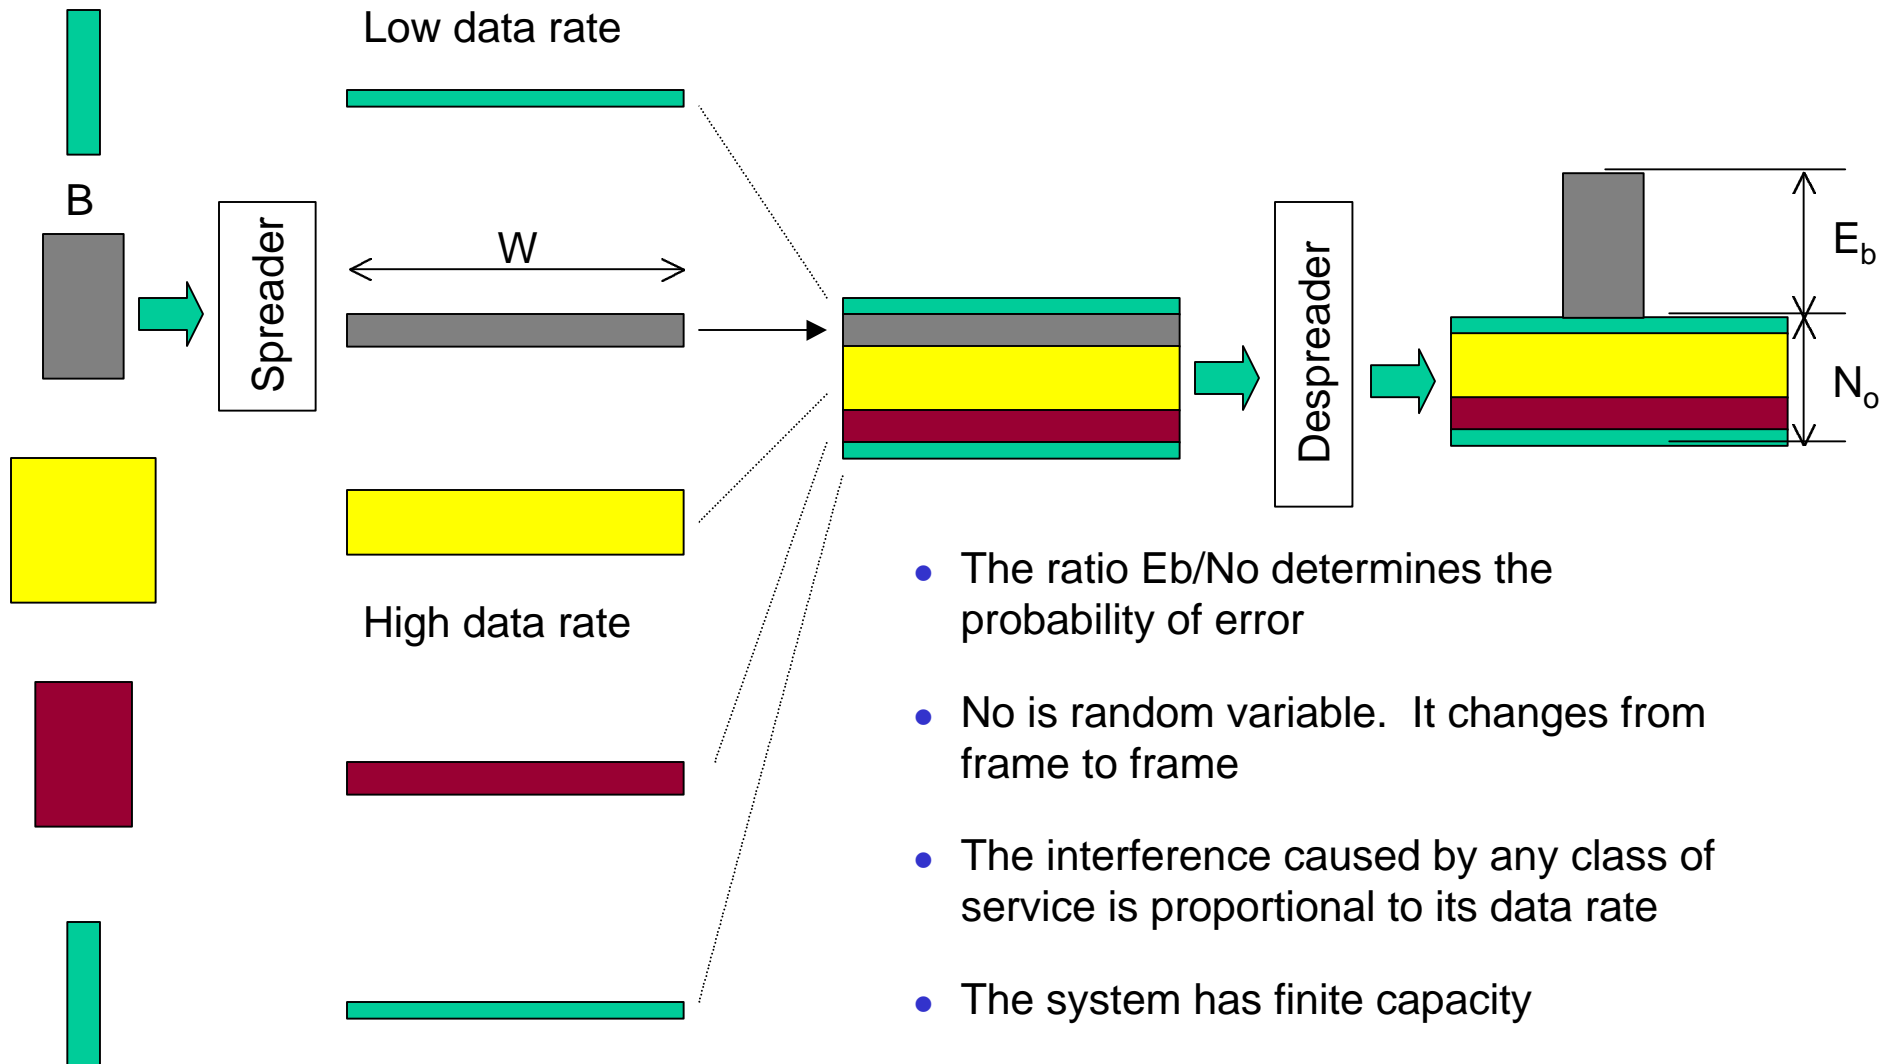 Low data rate
B
Spreader
W
Despreader
E_b
N_o
High data rate
• The ratio Eb/No determines the
probability of error
• No is random variable. It changes from
frame to frame
• The interference caused by any class of
service is proportional to its data rate
• The system has finite capacity